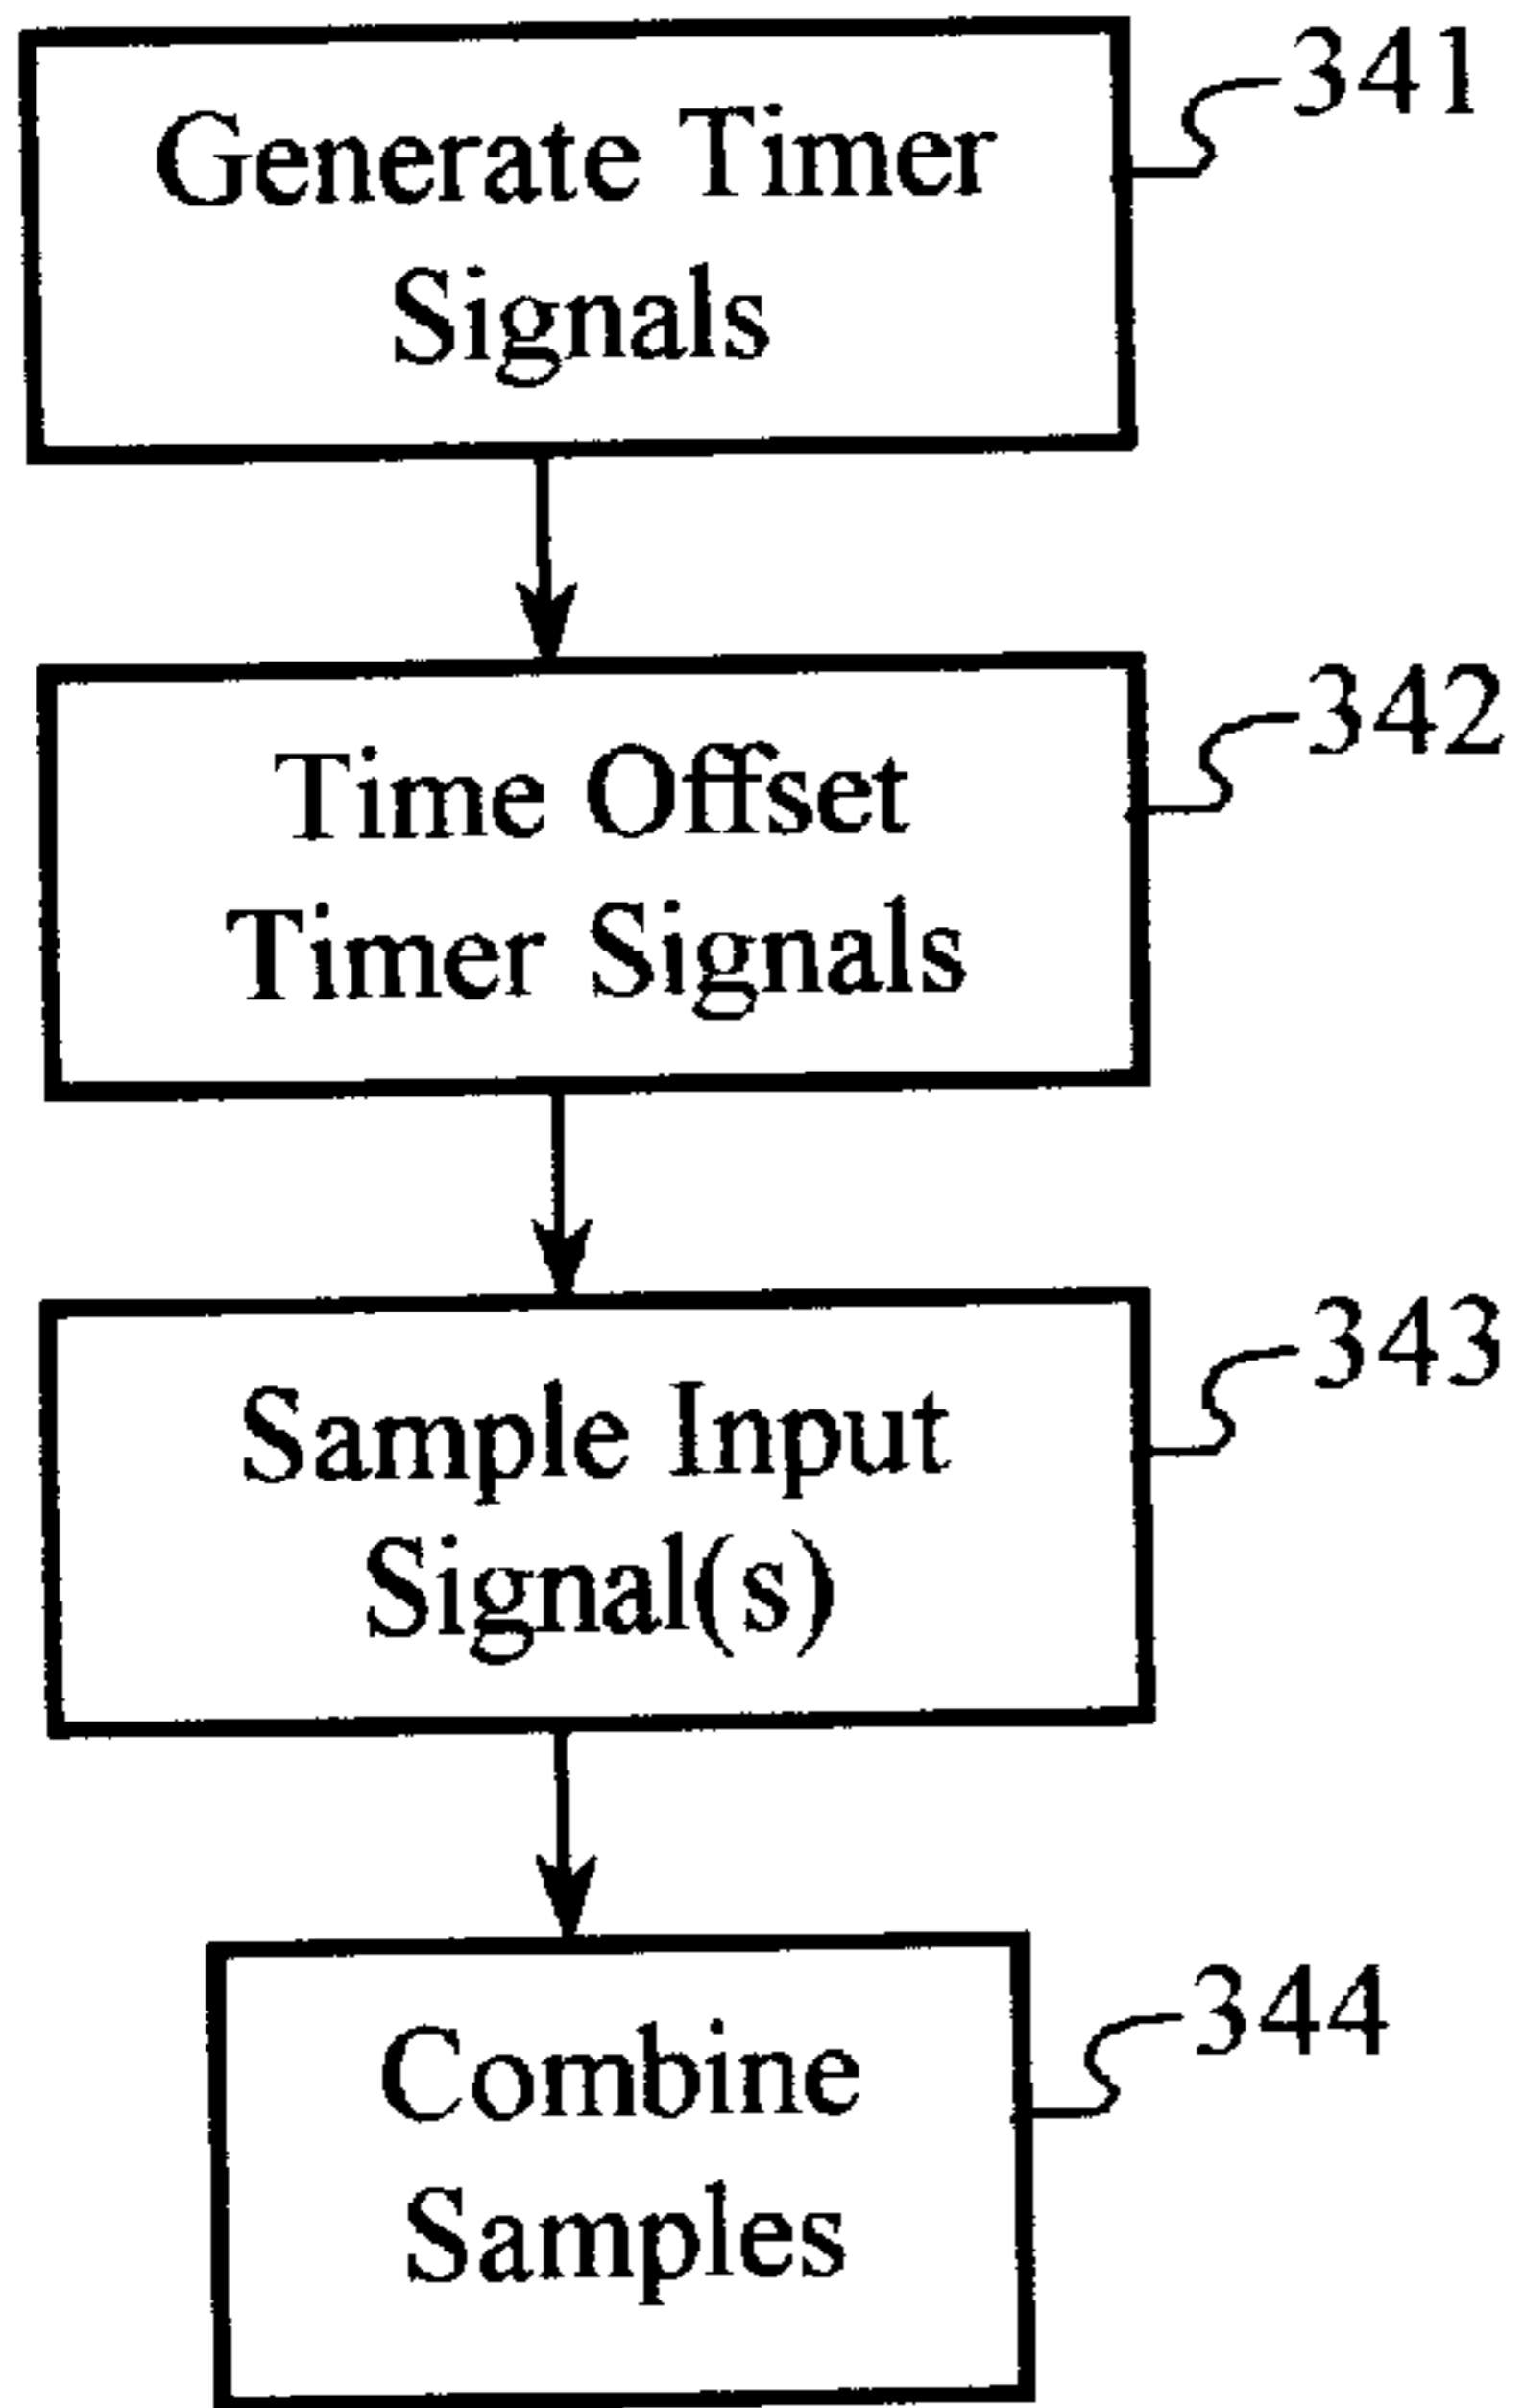 341
Generate Timer
Signals
342
Time Offset
Timer Signals
343
Sample Input
Signal(s)
344
Combine
Samples